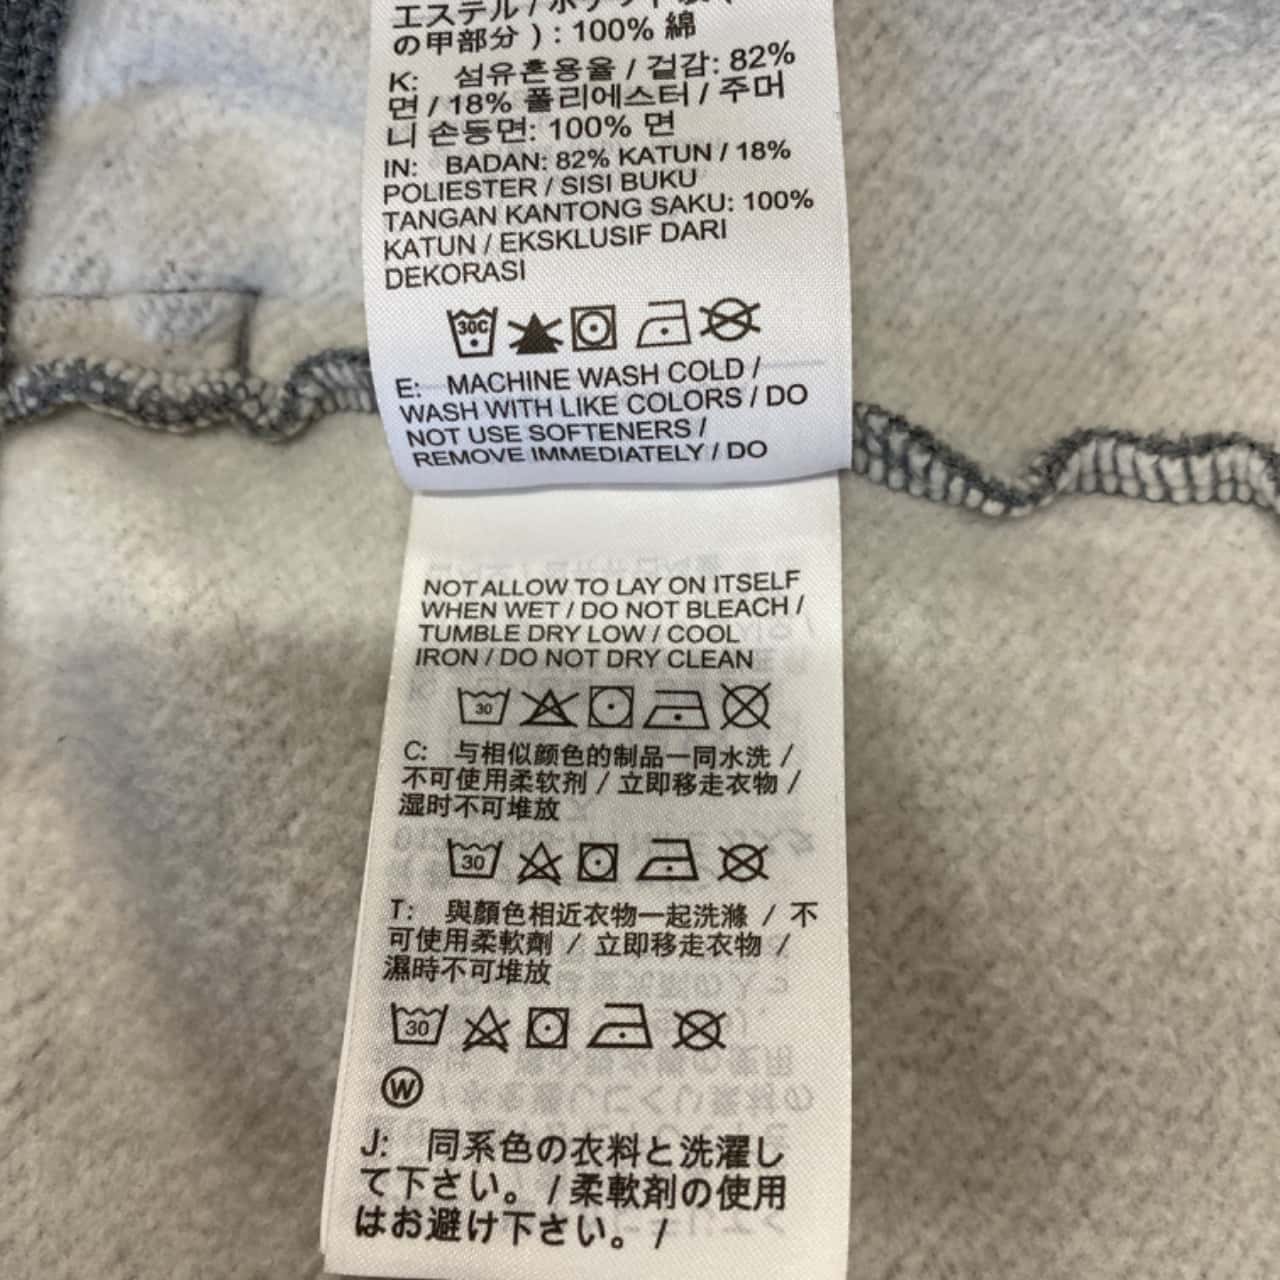 エステル / ポケット
の甲部分 ) : 100% 綿
K: 섬유혼용율 / 겉감: 82%
면 / 18% 폴리에스터 / 주머
니 손등면: 100% 면
IN: BADAN: 82% KATUN / 18%
POLIESTER / SISI BUKU
TANGAN KANTONG SAKU: 100%
KATUN / EKSKLUSIF DARI
DEKORASI
30C
E: MACHINE WASH COLD /
WASH WITH LIKE COLORS / DO
NOT USE SOFTENERS /
REMOVE IMMEDIATELY / DO
NOT ALLOW TO LAY ON ITSELF
WHEN WET / DO NOT BLEACH /
TUMBLE DRY LOW / COOL
IRON / DO NOT DRY CLEAN
30
C: 与相似颜色的制品一同水洗 /
不可使用柔软剂 / 立即移走衣物 /
湿时不可堆放
30
T: 與顏色相近衣物一起洗滌 / 不
可使用柔軟劑 / 立即移走衣物 /
濕時不可堆放
30
W
J: 同系色の衣料と洗濯し
て下さい。 / 柔軟剤の使用
はお避け下さい。 /